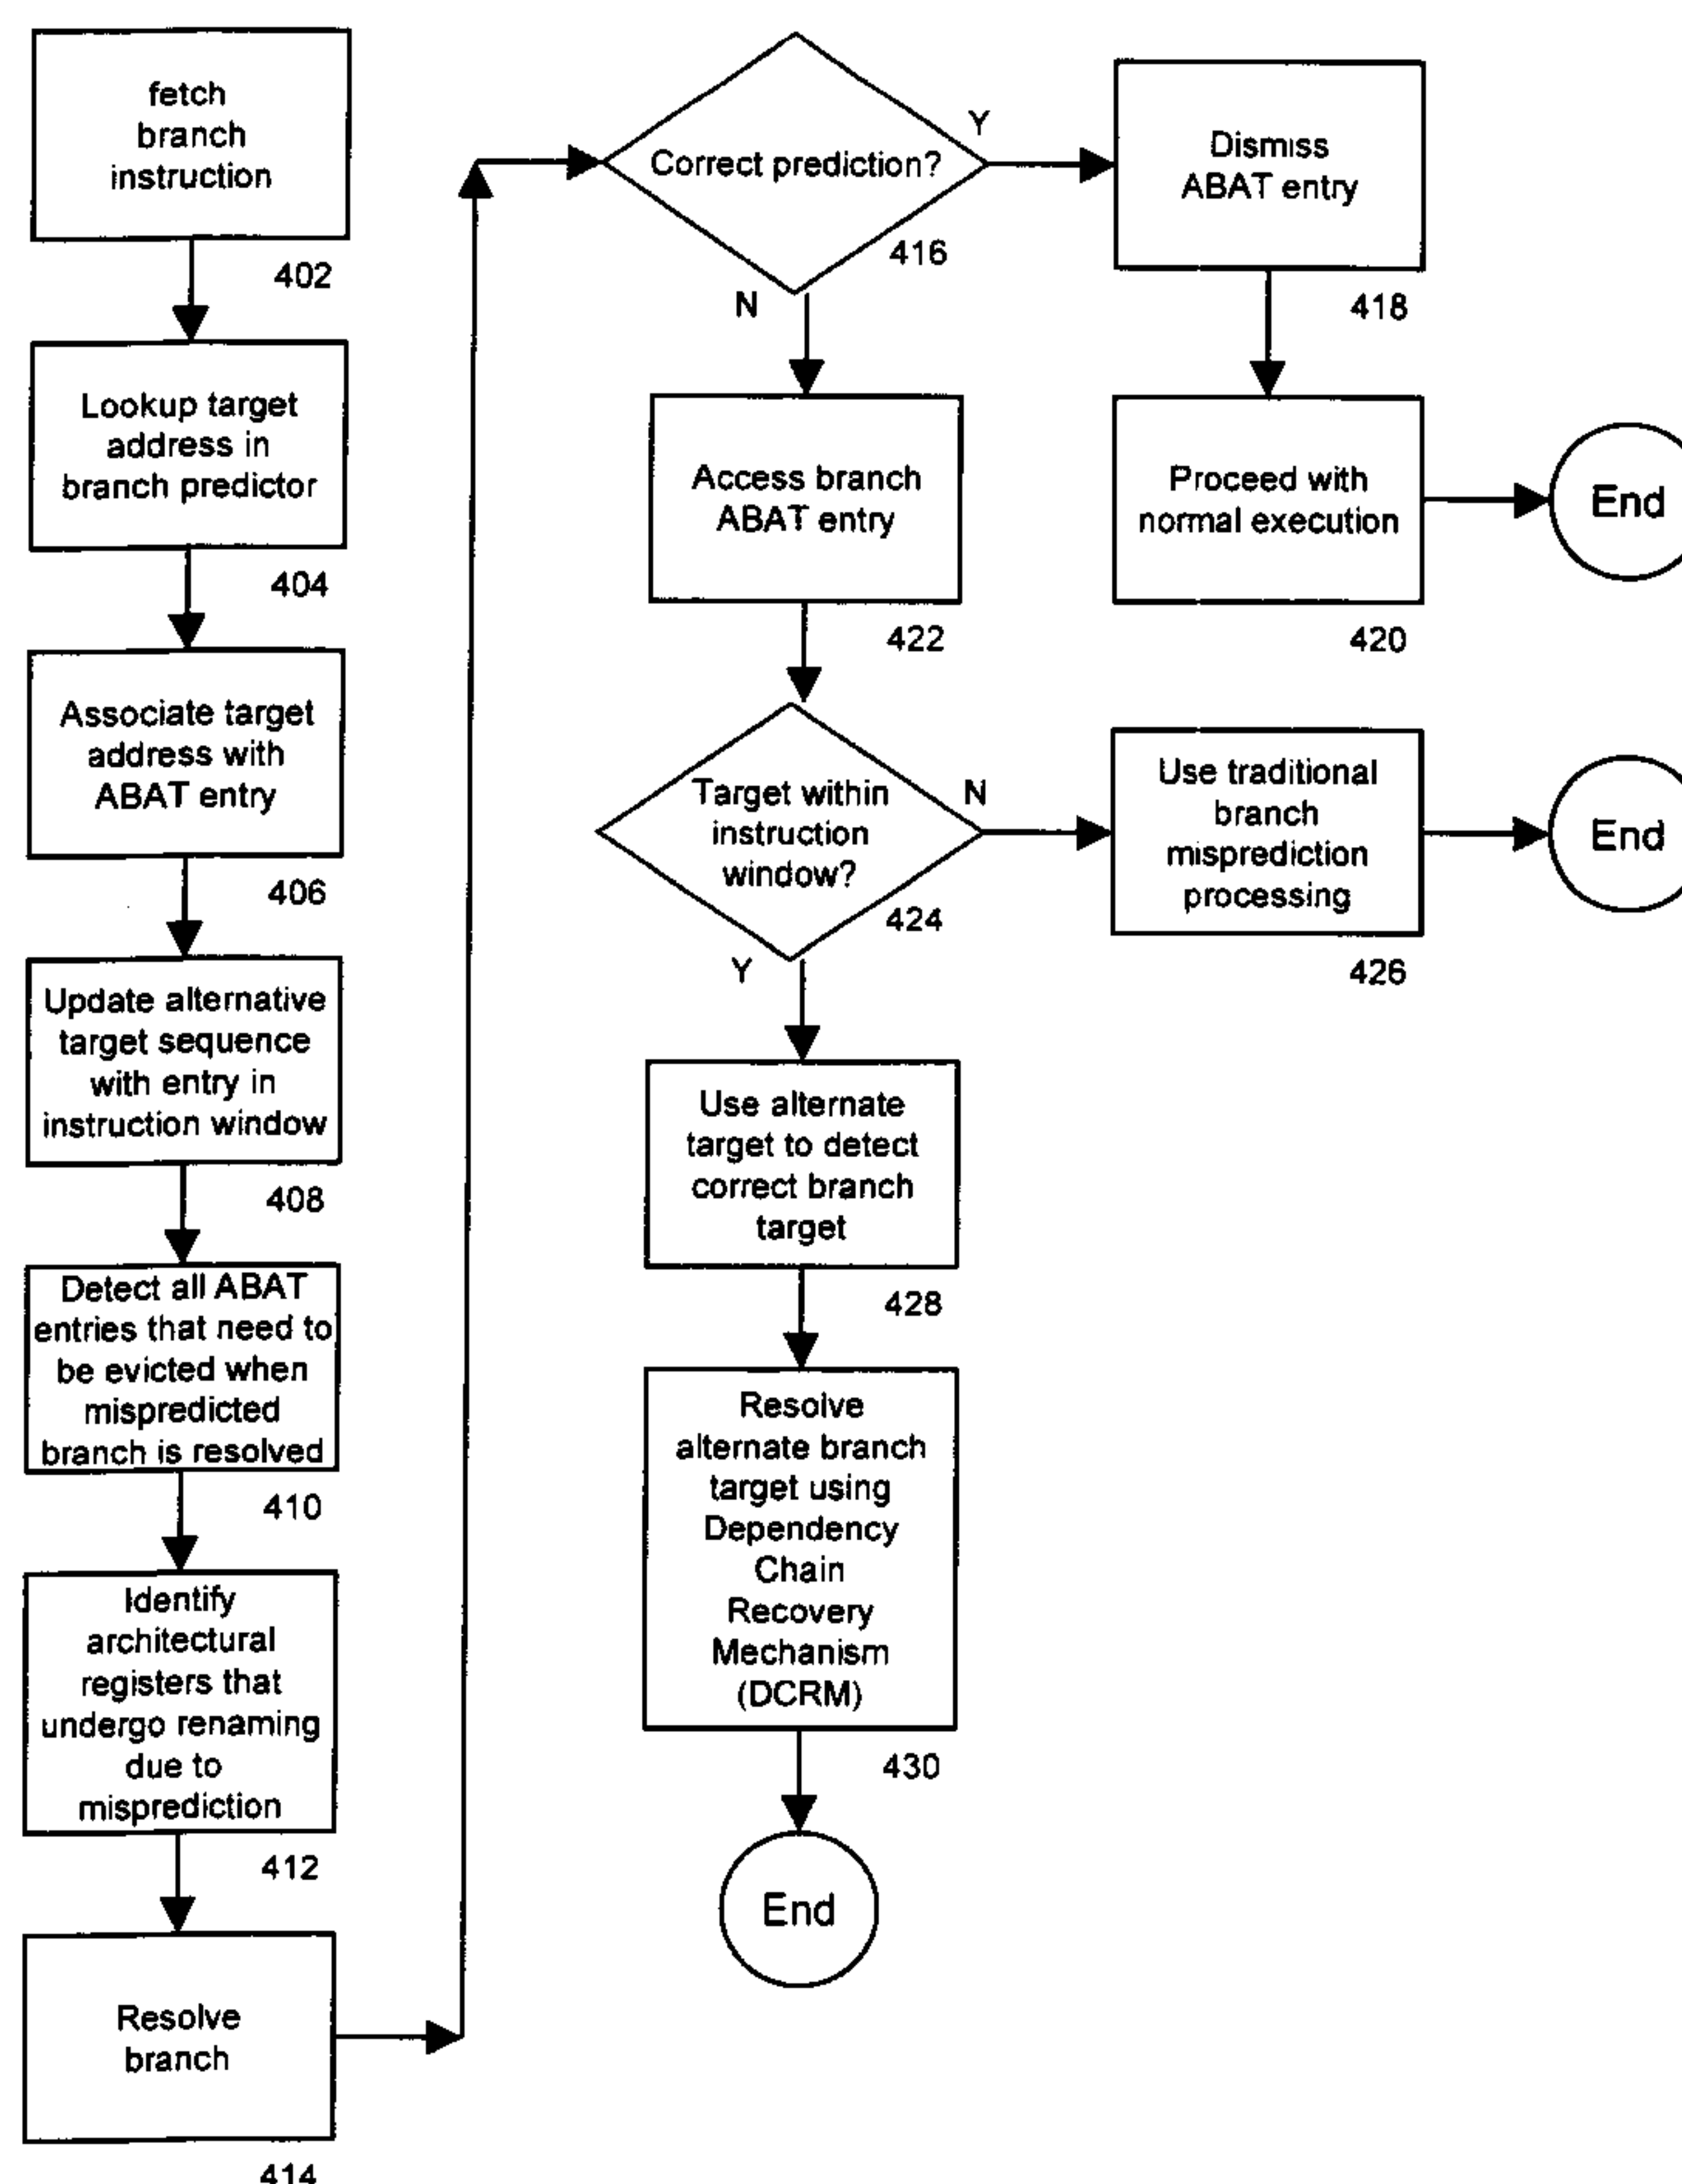 fetch
branch
instruction
402
Lookup target
address in
branch predictor
404
Associate target
address with
ABAT entry
406
Update alternative
target sequence
with entry in
instruction window
408
Detect all ABAT
entries that need to
be evicted when
mispredicted
branch is resolved
410
Identify
architectural
registers that
undergo renaming
due to
misprediction
412
Resolve
branch
414
Correct prediction?
Y
416
N
Dismiss
ABAT entry
418
Proceed with
normal execution
420
End
Access branch
ABAT entry
422
Target within
instruction
window?
N
424
Y
Use traditional
branch
misprediction
processing
426
End
Use alternate
target to detect
correct branch
target
428
Resolve
alternate branch
target using
Dependency
Chain
Recovery
Mechanism
(DCRM)
430
End